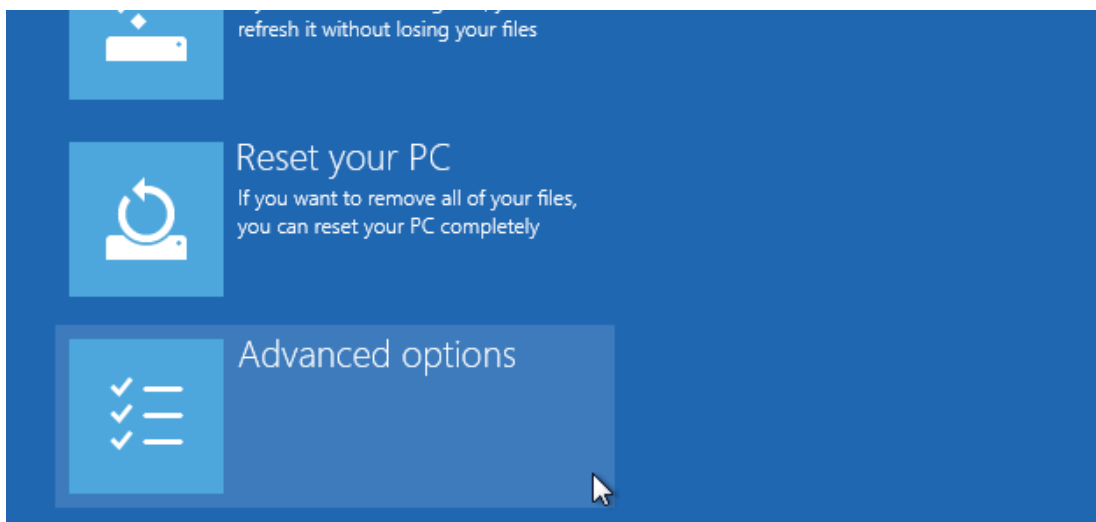 refresh it without losing your files
Reset your PC
If you want to remove all of your files,
you can reset your PC completely
Advanced options